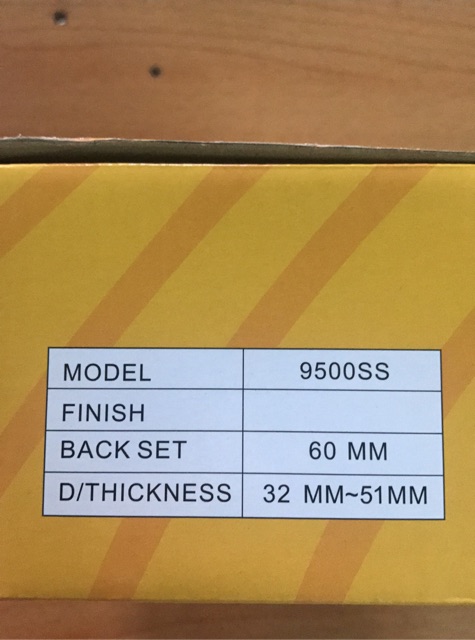 MODEL 9500SS
FINISH
BACK SET 60 MM
D/THICKNESS 32 MM~51MM